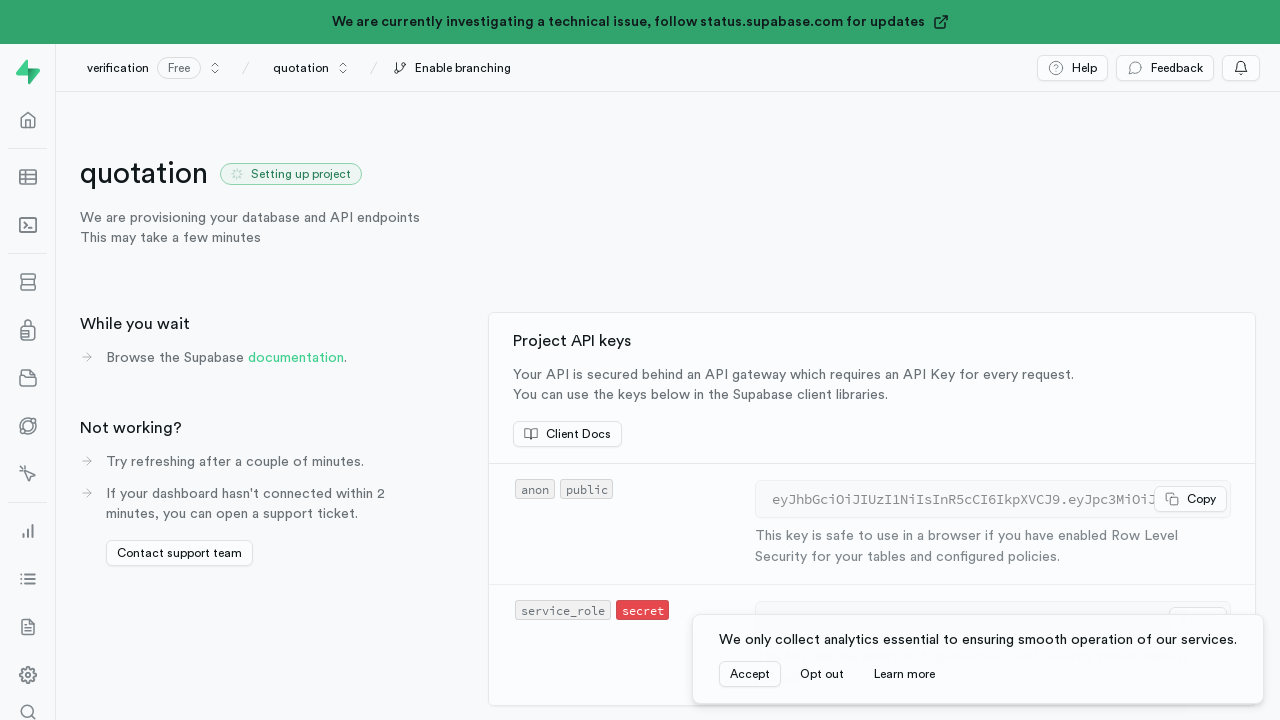 We are currently investigating a technical issue, follow status.supabase.com for updates
verification Free / quotation / Enable branching
Help Feedback
quotation Setting up project
We are provisioning your database and API endpoints
This may take a few minutes
While you wait
Browse the Supabase documentation.
Not working?
Try refreshing after a couple of minutes.
If your dashboard hasn't connected within 2
minutes, you can open a support ticket.
Contact support team
Project API keys
Your API is secured behind an API gateway which requires an API Key for every request.
You can use the keys below in the Supabase client libraries.
Client Docs
anon public
eyJhbGciOiJIUzI1NiIsInR5cCI6IkpXVCJ9.eyJpc3MiOiJ Copy
This key is safe to use in a browser if you have enabled Row Level
Security for your tables and configured policies.
service_role secret
We only collect analytics essential to ensuring smooth operation of our services.
Accept Opt out Learn more